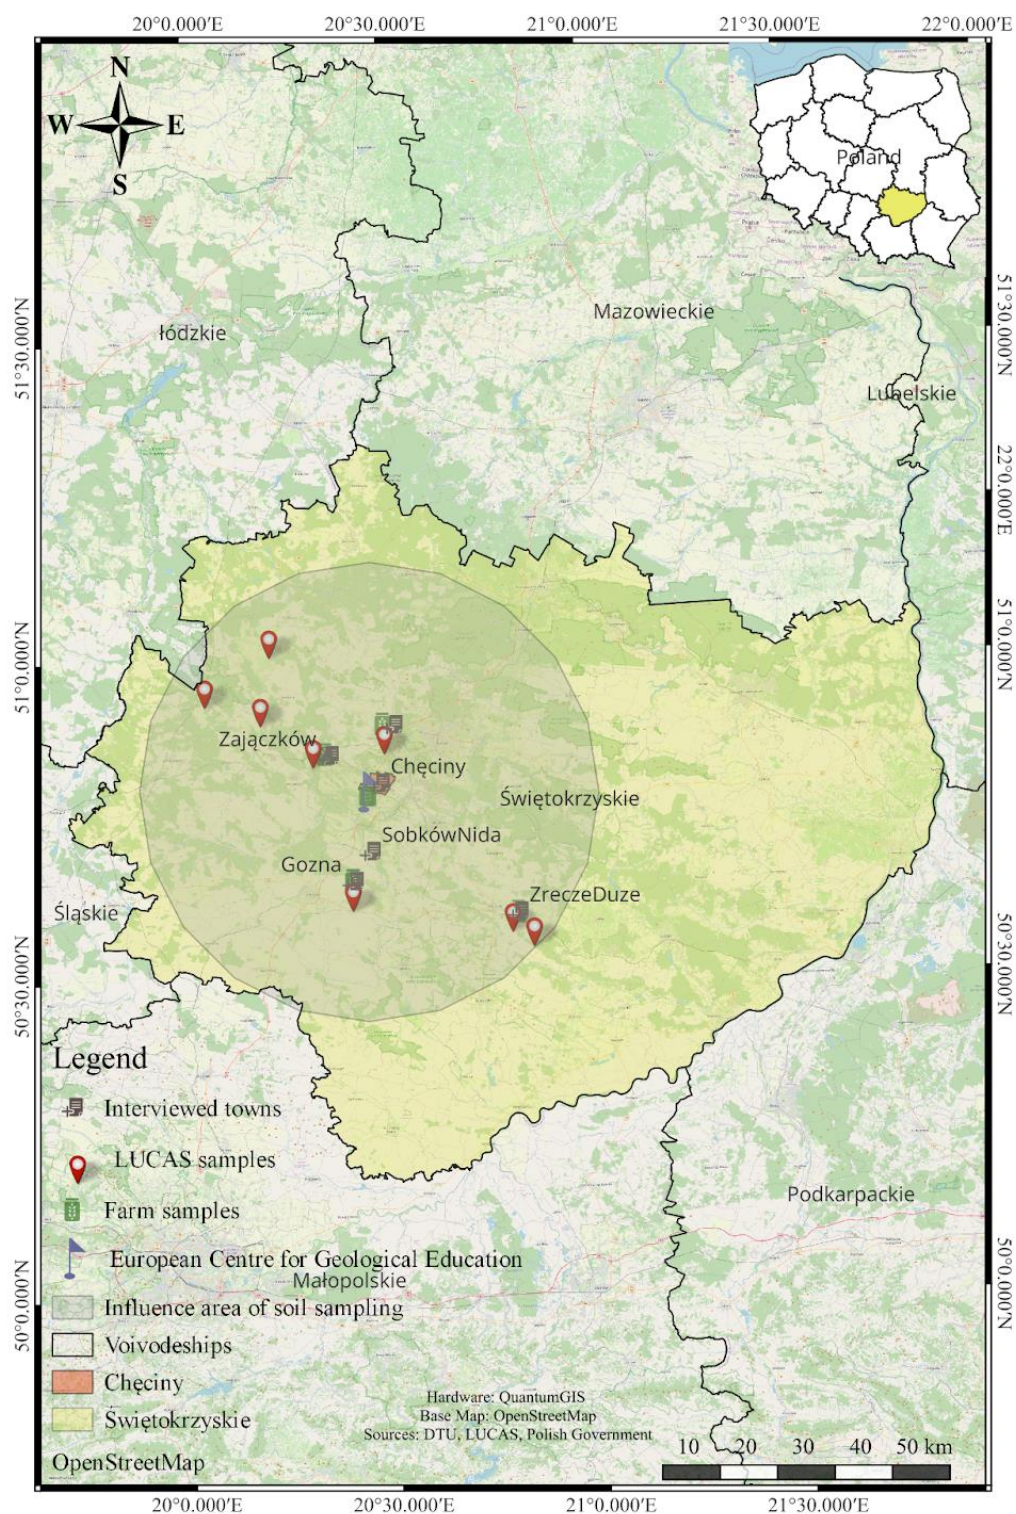 20°0.000'E 20°30.000'E 21°0.000'E 21°30.000'E 22°0.000'E
N
W E
S
Poland
51°30.000'N
51°30.000'N
Mazowieckie
łódzkie
Lubelskie
22°0.000'E
51°0.000'N
51°0.000'N
Zajączków
Chęciny
Świętokrzyskie
SobkówNida
Gozna
ZreczeDuze
Śląskie
50°30.000'N
50°30.000'N
Legend
Interviewed towns
LUCAS samples
Farm samples
European Centre for Geological Education
Influence area of soil sampling
Voivodeships
Chęciny
Świętokrzyskie
OpenStreetMap
Podkarpackie
Małopolskie
50°0.000'N
50°0.000'N
Hardware: QuantumGIS
Base Map: OpenStreetMap
Sources: DTU, LUCAS, Polish Government
10 20 30 40 50 km
20°0.000'E 20°30.000'E 21°0.000'E 21°30.000'E